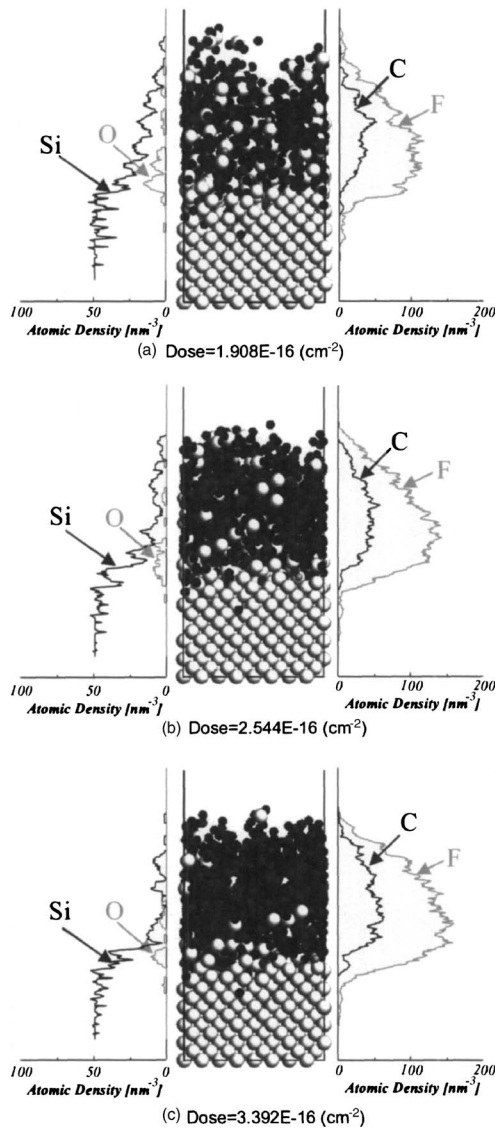 C
F
O
Si
100 50 0 0 100 200
Atomic Density [nm⁻³] Atomic Density [nm⁻³]
(a) Dose=1.908E-16 (cm⁻²)
C
F
O
Si
100 50 0 0 100 200
Atomic Density [nm⁻³] Atomic Density [nm⁻³]
(b) Dose=2.544E-16 (cm⁻²)
C
F
O
Si
100 50 0 0 100 200
Atomic Density [nm⁻³] Atomic Density [nm⁻³]
(c) Dose=3.392E-16 (cm⁻²)